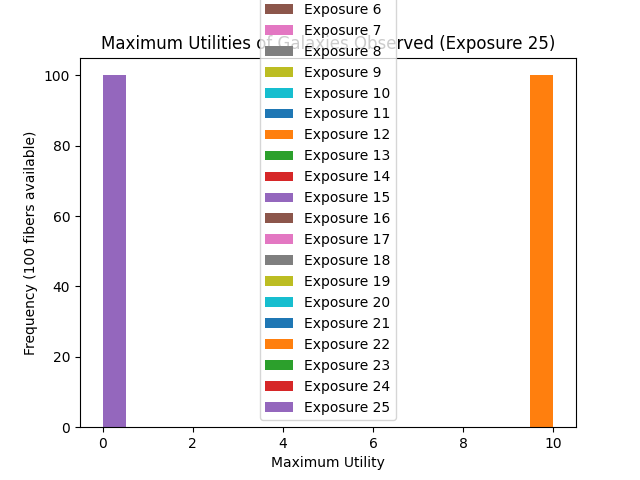 Exposure 6
Maximum Utilities of Galaxies Observed (Exposure 25)
Exposure 7
Exposure 8
Exposure 9
Exposure 10
Exposure 11
Exposure 12
Exposure 13
Exposure 14
Exposure 15
Exposure 16
Exposure 17
Exposure 18
Exposure 19
Exposure 20
Exposure 21
Exposure 22
Exposure 23
Exposure 24
Exposure 25
100
80
60
40
20
0
Frequency (100 fibers available)
0 2 4 6 8 10
Maximum Utility